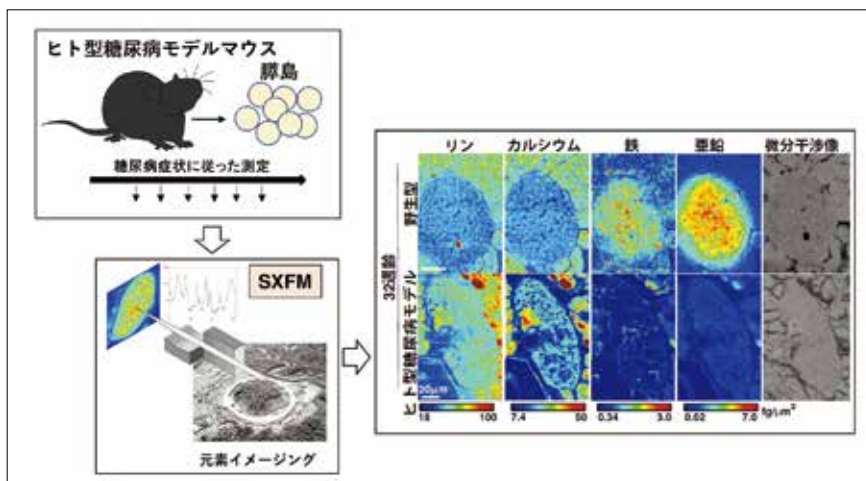 ヒト型糖尿病モデルマウス
膵島
糖尿病症状に従った測定
SXFM
元素イメージング
リン カルシウム 鉄 亜鉛 微分干渉像
32週齢
野生型
ヒト型糖尿病モデル
20μm
18 100 7.4 50 0.34 3.0 0.02 7.0 fg/μm²